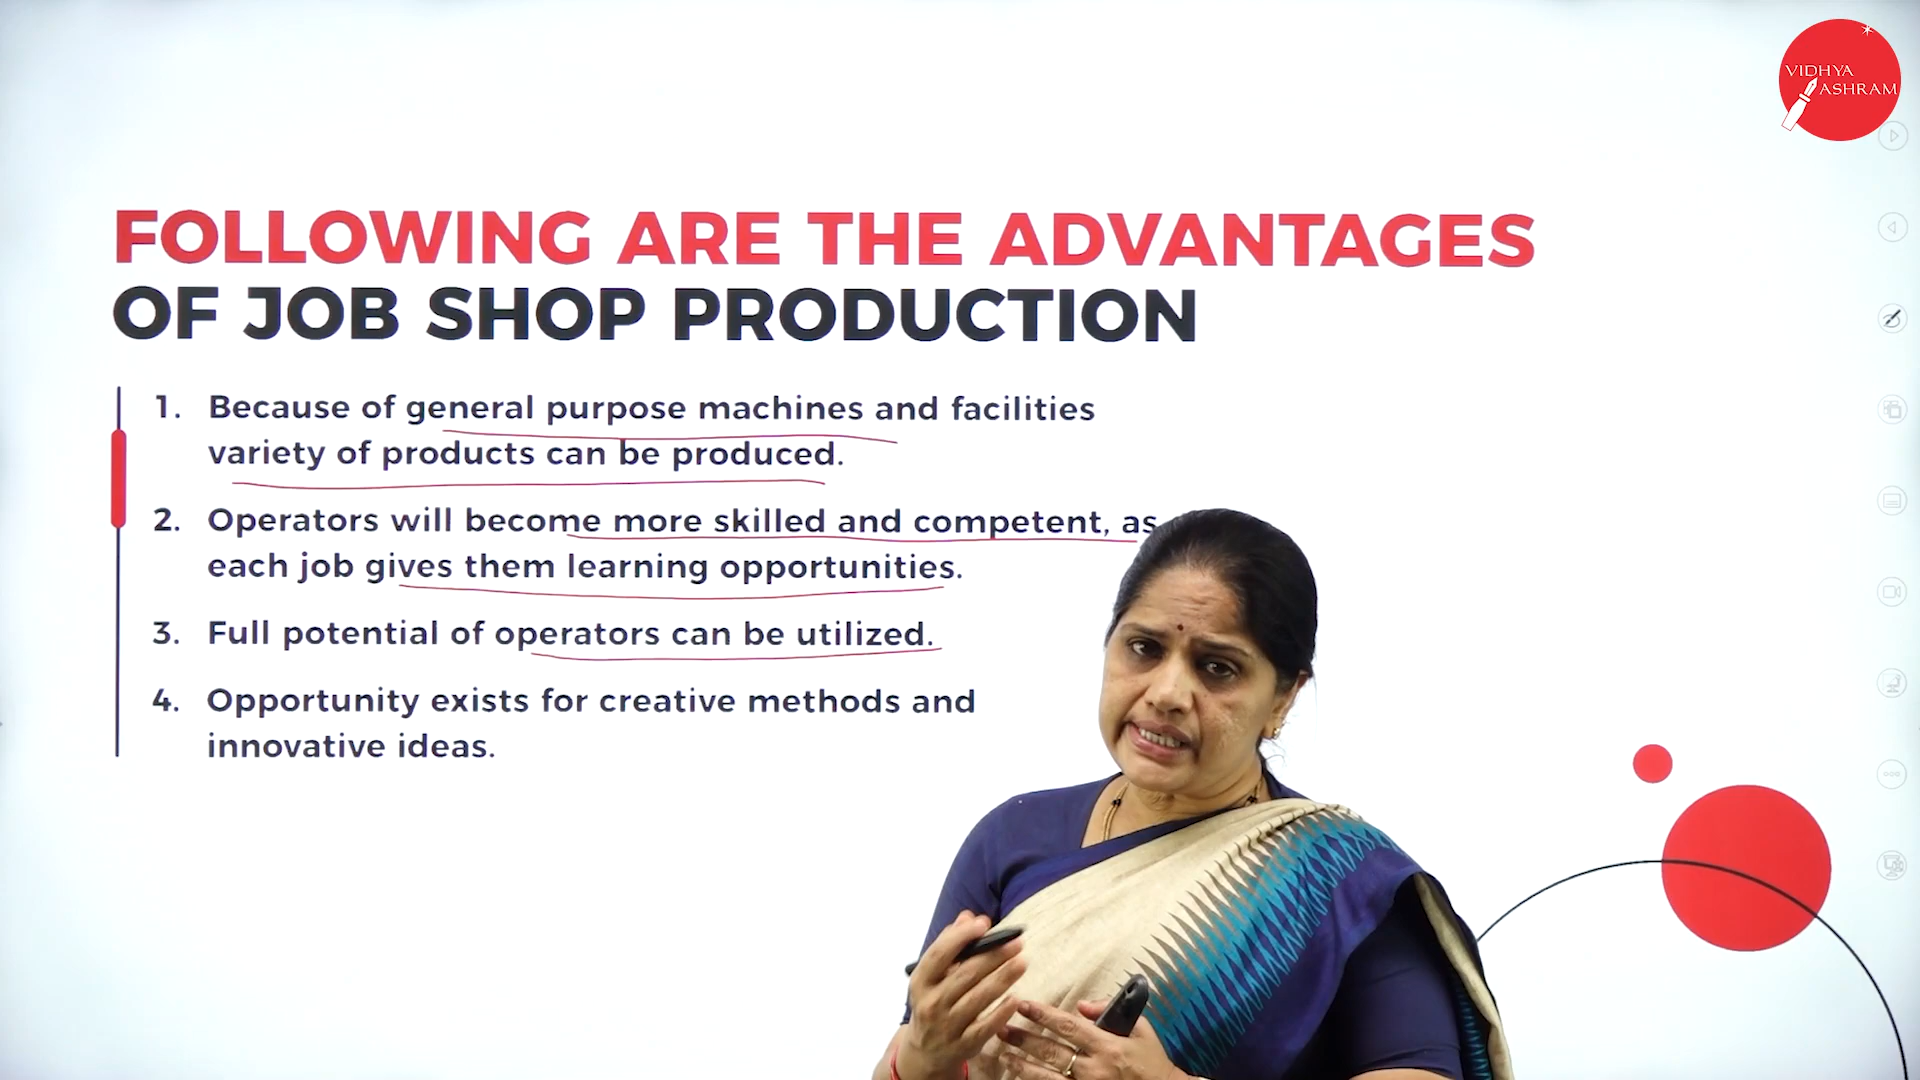 VIDHYA
ASHRAM
FOLLOWING ARE THE ADVANTAGES
OF JOB SHOP PRODUCTION
1. Because of general purpose machines and facilities
variety of products can be produced.
2. Operators will become more skilled and competent, as
each job gives them learning opportunities.
3. Full potential of operators can be utilized.
4. Opportunity exists for creative methods and
innovative ideas.